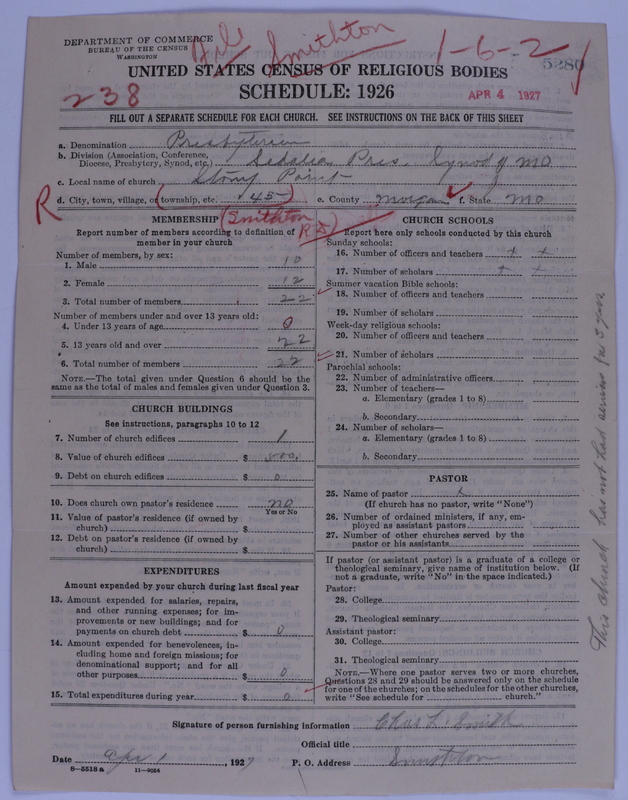 DEPARTMENT OF COMMERCE
BUREAU OF THE CENSUS
WASHINGTON
Smithton
1-6-2
5280
UNITED STATES CENSUS OF RELIGIOUS BODIES
238
SCHEDULE: 1926
APR 4 1927
FILL OUT A SEPARATE SCHEDULE FOR EACH CHURCH. SEE INSTRUCTIONS ON THE BACK OF THIS SHEET
a. Denomination Presbyterian
b. Division (Association, Conference, Diocese, Presbytery, Synod, etc.) Sedalia Pres. Synod of MO.
c. Local name of church Stony Point
R
d. City, town, village, or township, etc. 45 e. County Morgan f. State Mo
Smithton
MEMBERSHIP
Report number of members according to definition of
member in your church
Number of members, by sex:
1. Male 10
2. Female 12
3. Total number of members 22
Number of members under and over 13 years old:
4. Under 13 years of age 0
5. 13 years old and over 22
6. Total number of members 22
NOTE.—The total given under Question 6 should be the
same as the total of males and females given under Question 3.
CHURCH BUILDINGS
See instructions, paragraphs 10 to 12
7. Number of church edifices 1
8. Value of church edifices $ 500.
9. Debt on church edifices $ 0
10. Does church own pastor's residence no
Yes or No
11. Value of pastor's residence (if owned by
church) $
12. Debt on pastor's residence (if owned by
church) $
EXPENDITURES
Amount expended by your church during last fiscal year
13. Amount expended for salaries, repairs,
and other running expenses; for im-
provements or new buildings; and for
payments on church debt $ 0
14. Amount expended for benevolences, in-
cluding home and foreign missions; for
denominational support; and for all
other purposes $ 0
15. Total expenditures during year $ 0
CHURCH SCHOOLS
Report here only schools conducted by this church
Sunday schools:
16. Number of officers and teachers x x
17. Number of scholars x x
Summer vacation Bible schools:
18. Number of officers and teachers
19. Number of scholars
Week-day religious schools:
20. Number of officers and teachers
21. Number of scholars
Parochial schools:
22. Number of administrative officers
23. Number of teachers—
a. Elementary (grades 1 to 8)
b. Secondary
24. Number of scholars—
a. Elementary (grades 1 to 8)
b. Secondary
PASTOR
25. Name of pastor x
(If church has no pastor, write "None")
26. Number of ordained ministers, if any, em-
ployed as assistant pastors
27. Number of other churches served by the
pastor or his assistants
If pastor (or assistant pastor) is a graduate of a college or
theological seminary, give name of institution below. (If
not a graduate, write "No" in the space indicated.)
Pastor:
28. College
29. Theological seminary
Assistant pastor:
30. College
31. Theological seminary
NOTE.—Where one pastor serves two or more churches,
Questions 28 and 29 should be answered only on the schedule
for one of the churches; on the schedules for the other churches,
write "See schedule for church."
This church has not had service for 5 year
Signature of person furnishing information Chas L. Smith
Official title
Date Apr 1, 1927 P. O. Address Smithton
8—5518a 11—9054